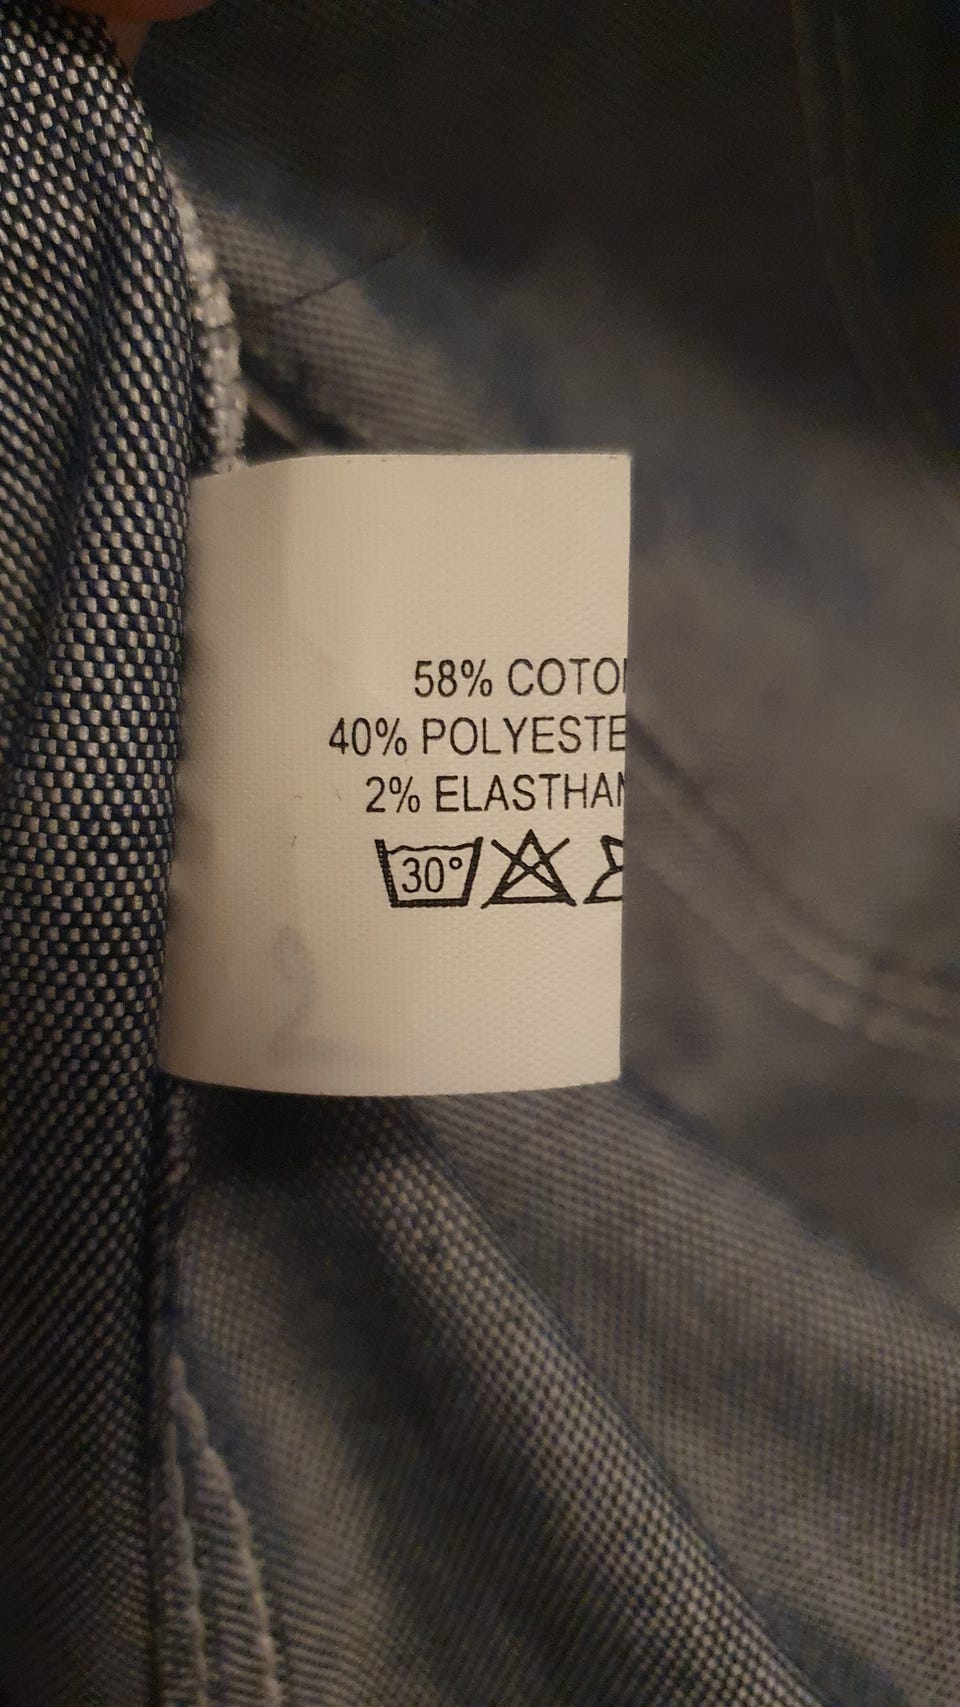 58% COTO
40% POLYESTE
2% ELASTHA
30°